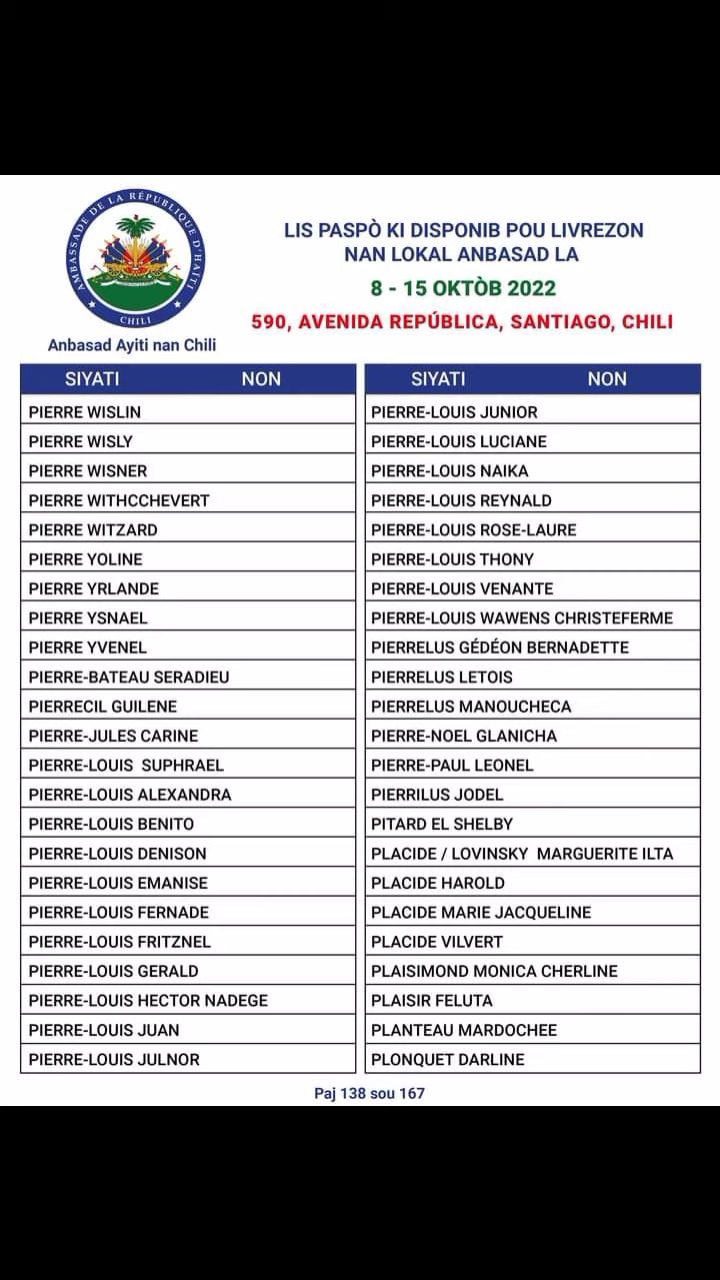 AMBASSADE DE LA RÉPUBLIQUE D'HAITI
CHILI
Anbasad Ayiti nan Chili
LIS PASPÒ KI DISPONIB POU LIVREZON
NAN LOKAL ANBASAD LA
8 - 15 OKTÒB 2022
590, AVENIDA REPÚBLICA, SANTIAGO, CHILI
SIYATI NON
PIERRE WISLIN
PIERRE WISLY
PIERRE WISNER
PIERRE WITHCCHEVERT
PIERRE WITZARD
PIERRE YOLINE
PIERRE YRLANDE
PIERRE YSNAEL
PIERRE YVENEL
PIERRE-BATEAU SERADIEU
PIERRECIL GUILENE
PIERRE-JULES CARINE
PIERRE-LOUIS SUPHRAEL
PIERRE-LOUIS ALEXANDRA
PIERRE-LOUIS BENITO
PIERRE-LOUIS DENISON
PIERRE-LOUIS EMANISE
PIERRE-LOUIS FERNADE
PIERRE-LOUIS FRITZNEL
PIERRE-LOUIS GERALD
PIERRE-LOUIS HECTOR NADEGE
PIERRE-LOUIS JUAN
PIERRE-LOUIS JULNOR
SIYATI NON
PIERRE-LOUIS JUNIOR
PIERRE-LOUIS LUCIANE
PIERRE-LOUIS NAIKA
PIERRE-LOUIS REYNALD
PIERRE-LOUIS ROSE-LAURE
PIERRE-LOUIS THONY
PIERRE-LOUIS VENANTE
PIERRE-LOUIS WAWENS CHRISTEFERME
PIERRELUS GÉDÉON BERNADETTE
PIERRELUS LETOIS
PIERRELUS MANOUCHECA
PIERRE-NOEL GLANICHA
PIERRE-PAUL LEONEL
PIERRILUS JODEL
PITARD EL SHELBY
PLACIDE / LOVINSKY MARGUERITE ILTA
PLACIDE HAROLD
PLACIDE MARIE JACQUELINE
PLACIDE VILVERT
PLAISIMOND MONICA CHERLINE
PLAISIR FELUTA
PLANTEAU MARDOCHEE
PLONQUET DARLINE
Paj 138 sou 167